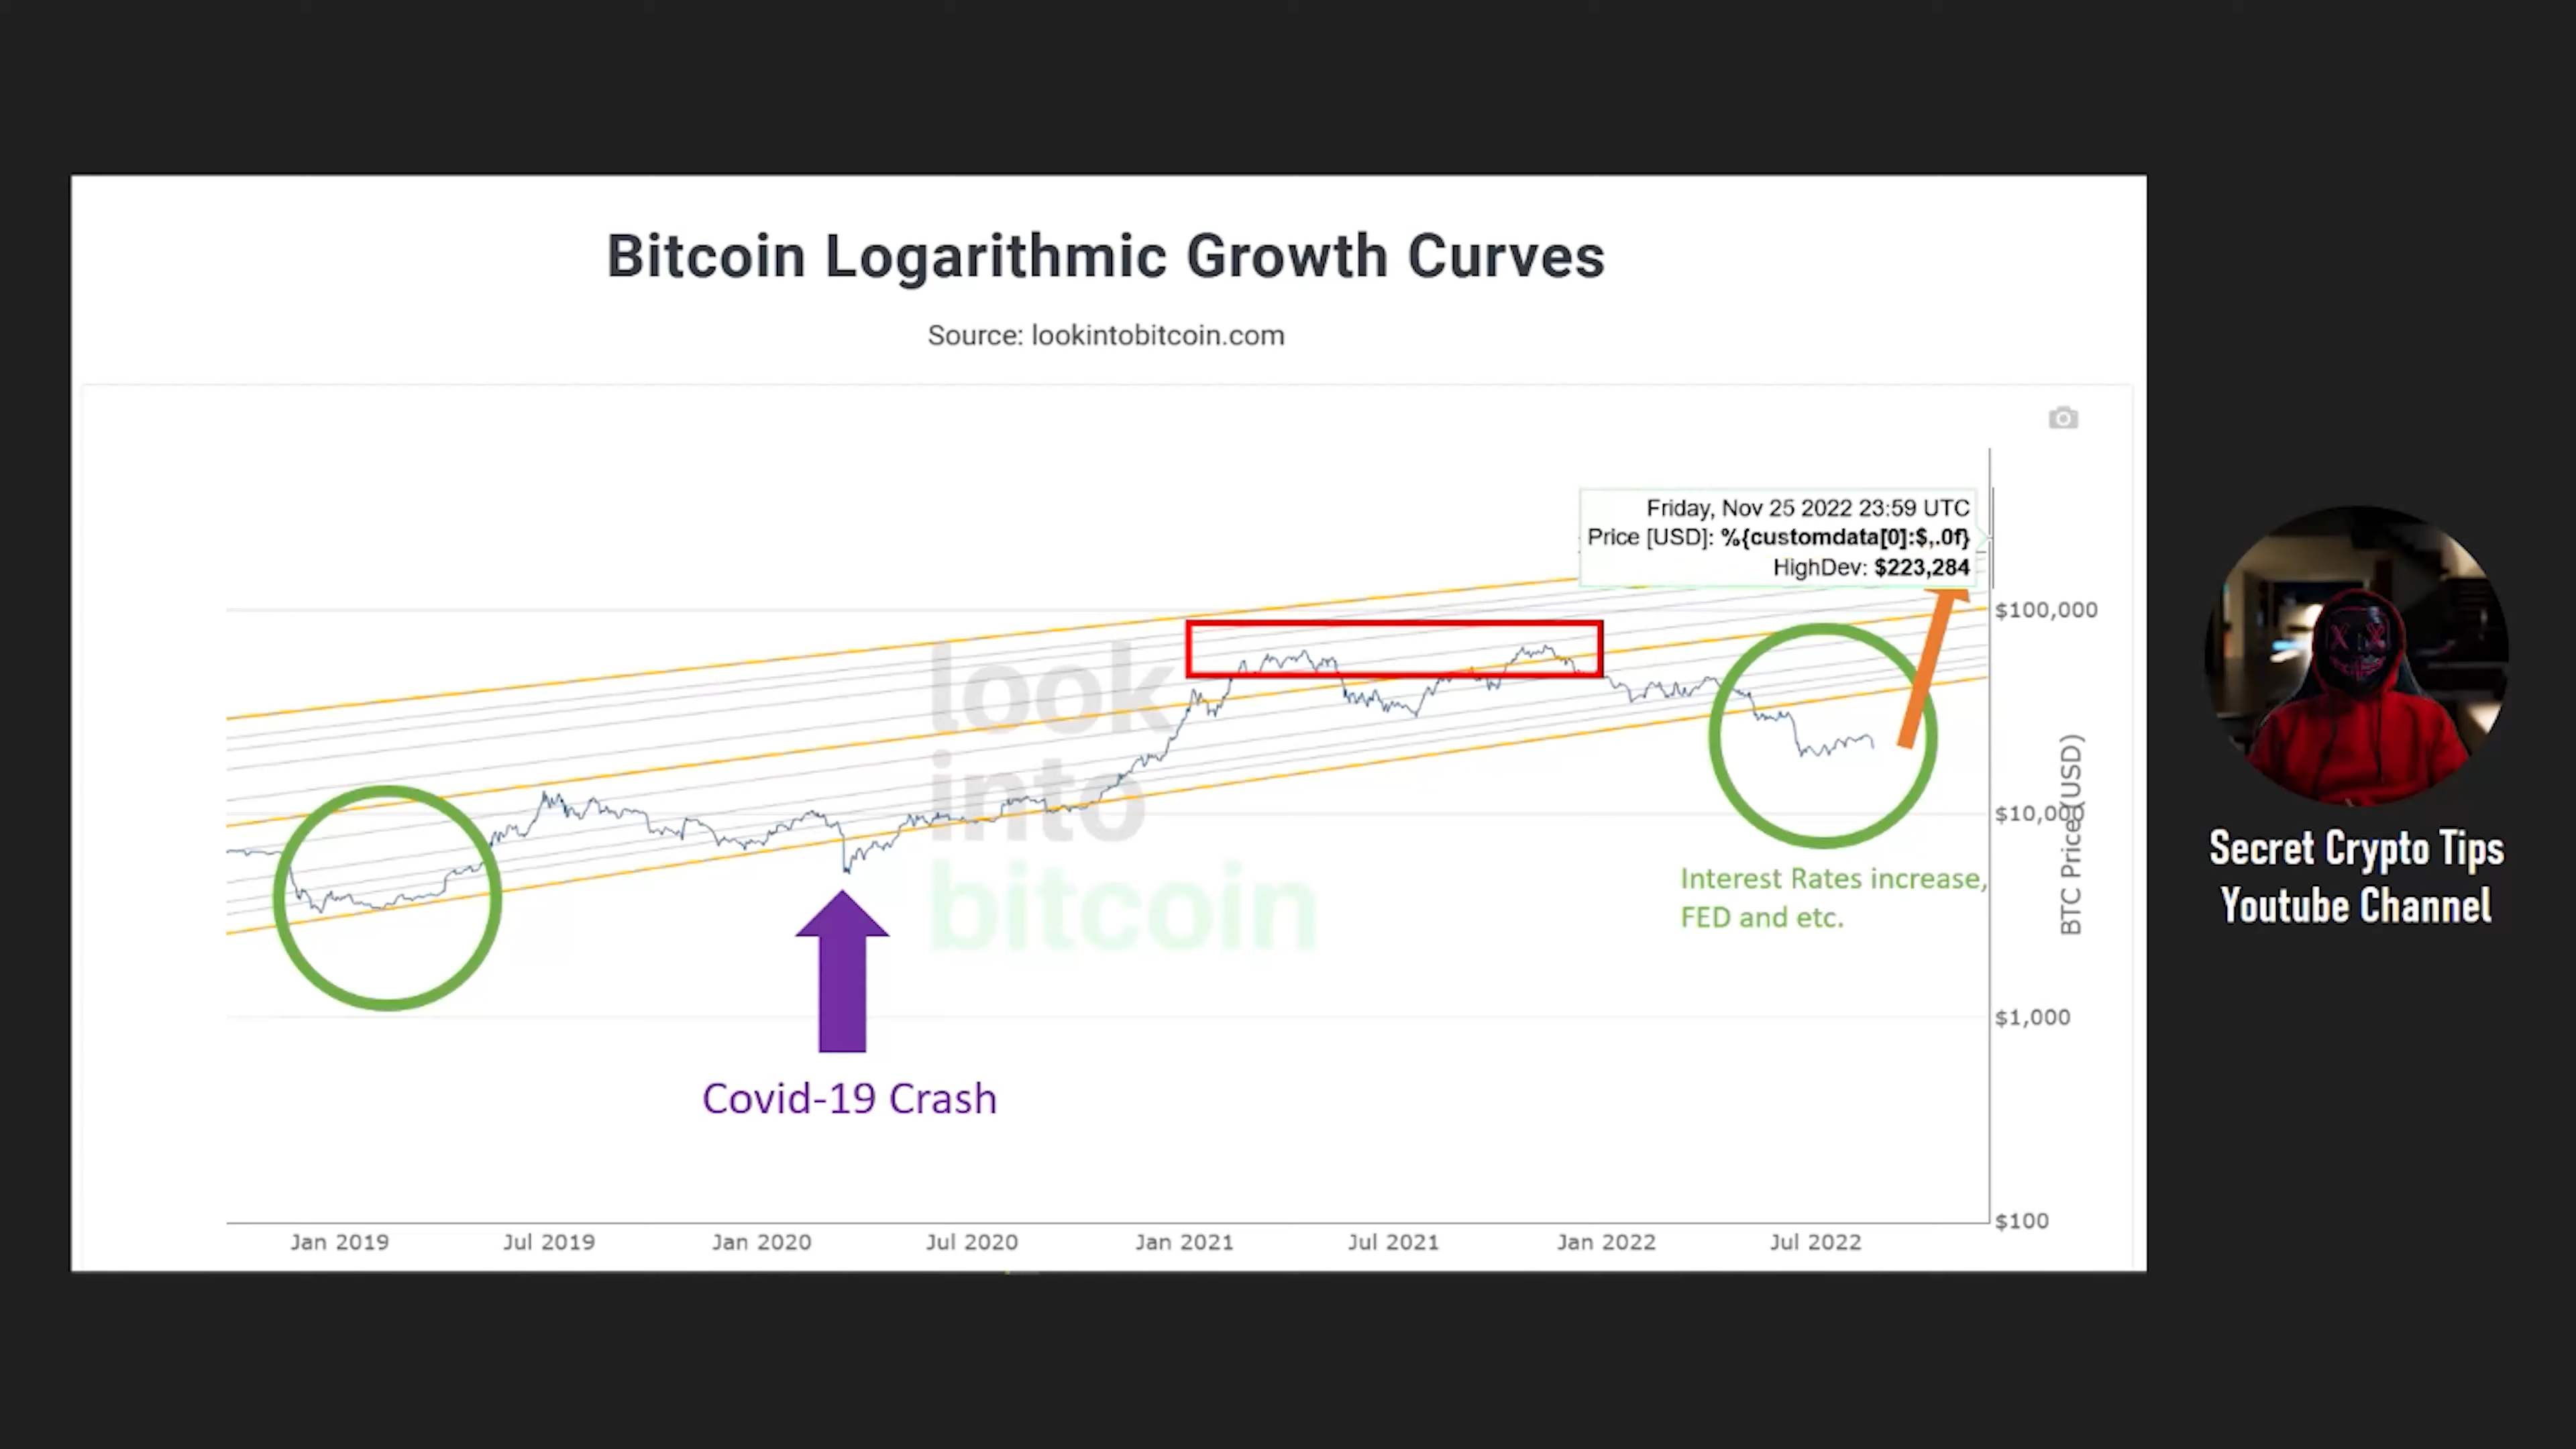 Bitcoin Logarithmic Growth Curves
Source: lookintobitcoin.com
Friday, Nov 25 2022 23:59 UTC
Price [USD]: %{customdata[0]:$,.0f}
HighDev: $223,284
$100,000
look
into
bitcoin
$10,000
BTC Price (USD)
Interest Rates increase,
FED and etc.
$1,000
Covid-19 Crash
$100
Jan 2019 Jul 2019 Jan 2020 Jul 2020 Jan 2021 Jul 2021 Jan 2022 Jul 2022
Secret Crypto Tips
Youtube Channel